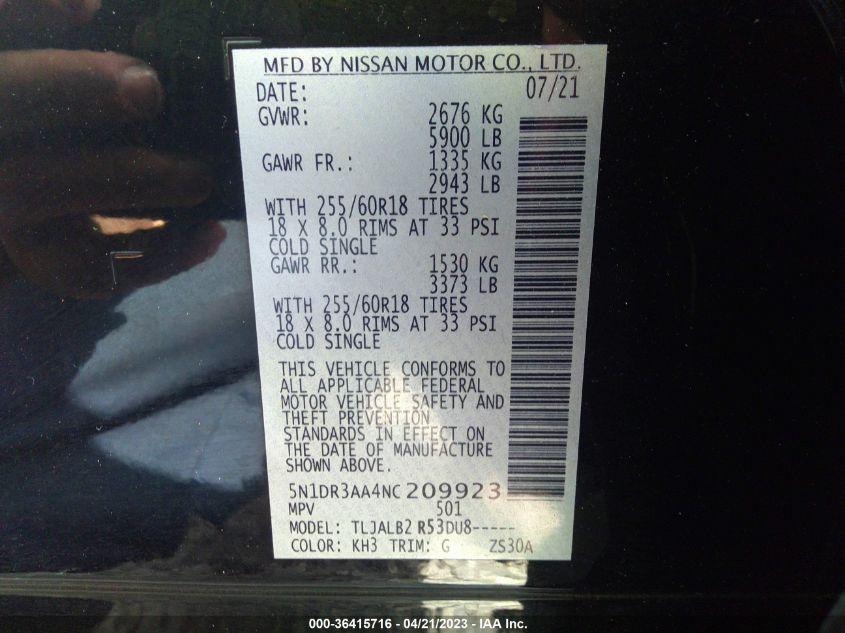 MFD BY NISSAN MOTOR CO., LTD.
DATE: 07/21
GVWR: 2676 KG
5900 LB
GAWR FR.: 1335 KG
2943 LB
WITH 255/60R18 TIRES
18 X 8.0 RIMS AT 33 PSI
COLD SINGLE
GAWR RR.: 1530 KG
3373 LB
WITH 255/60R18 TIRES
18 X 8.0 RIMS AT 33 PSI
COLD SINGLE
THIS VEHICLE CONFORMS TO
ALL APPLICABLE FEDERAL
MOTOR VEHICLE SAFETY AND
THEFT PREVENTION
STANDARDS IN EFFECT ON
THE DATE OF MANUFACTURE
SHOWN ABOVE.
5N1DR3AA4NC209923
MPV 501
MODEL: TLJALB2 R53DU8-----
COLOR: KH3 TRIM: G ZS30A
000-36415716 - 04/21/2023 - IAA Inc.